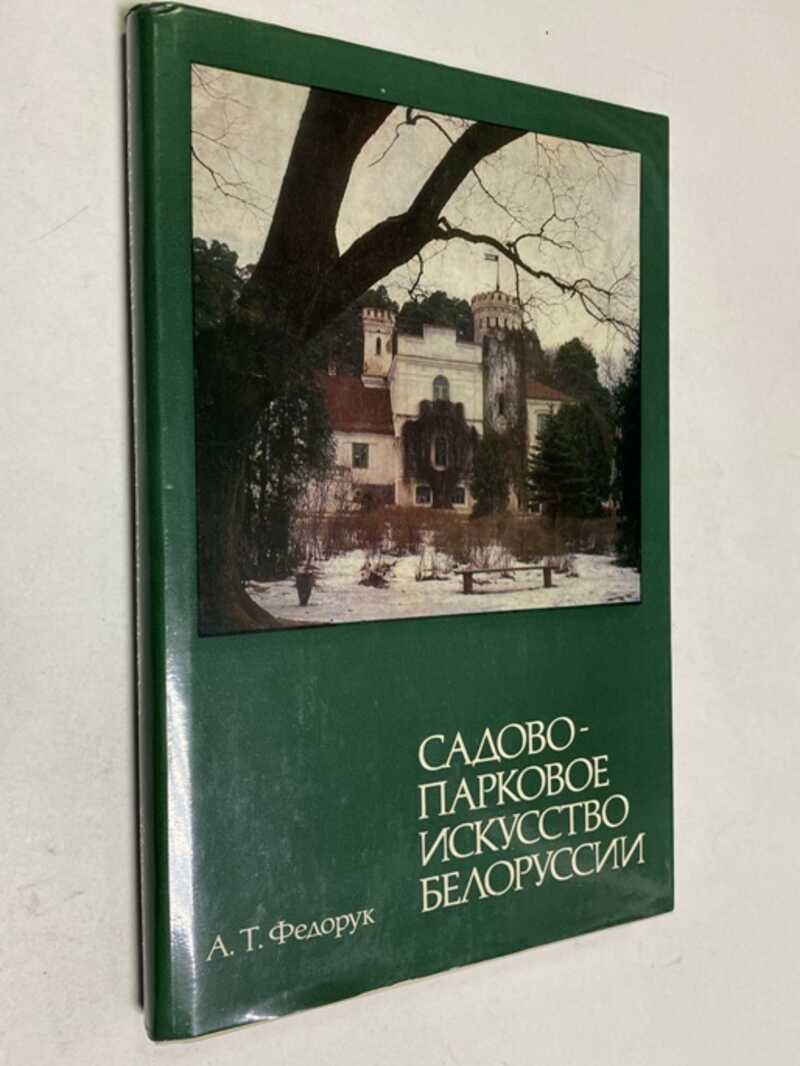 САДОВО-
ПАРКОВОЕ
ИСКУССТВО
БЕЛОРУССИИ
А. Т. Федорук